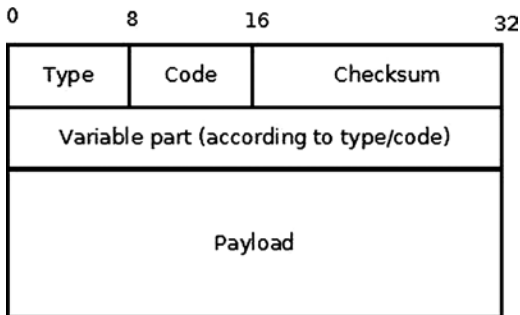 0 8 16 32
Type Code Checksum
Variable part (according to type/code)
Payload